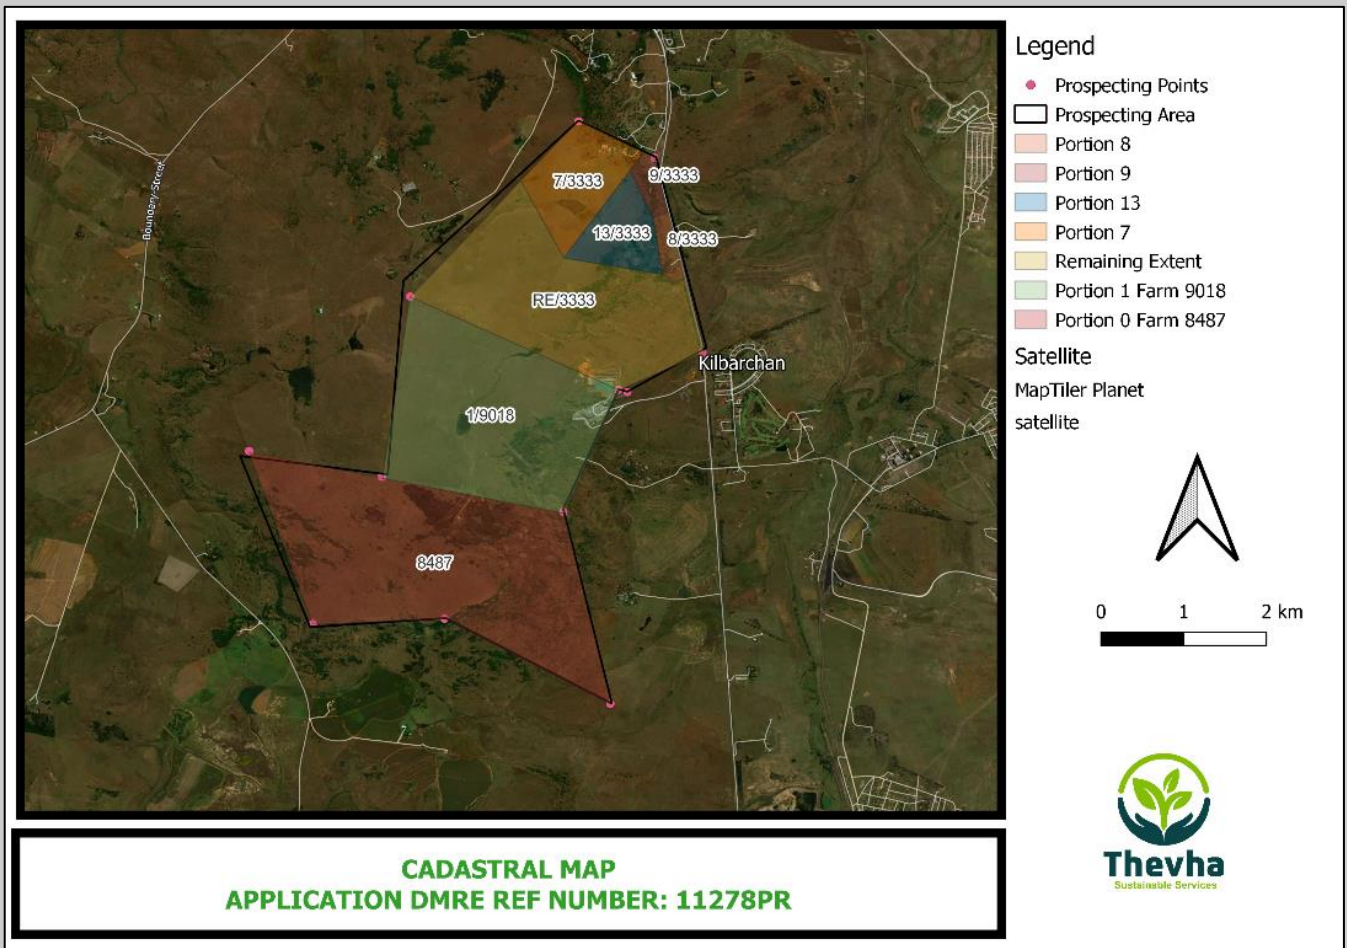 Boundary-Street
7/3333
9/3333
13/3333
8/3333
RE/3333
Kilbarchan
1/9018
8487
Legend
Prospecting Points
Prospecting Area
Portion 8
Portion 9
Portion 13
Portion 7
Remaining Extent
Portion 1 Farm 9018
Portion 0 Farm 8487
Satellite
MapTiler Planet
satellite
0 1 2 km
Thevha
Sustainable Services
CADASTRAL MAP
APPLICATION DMRE REF NUMBER: 11278PR